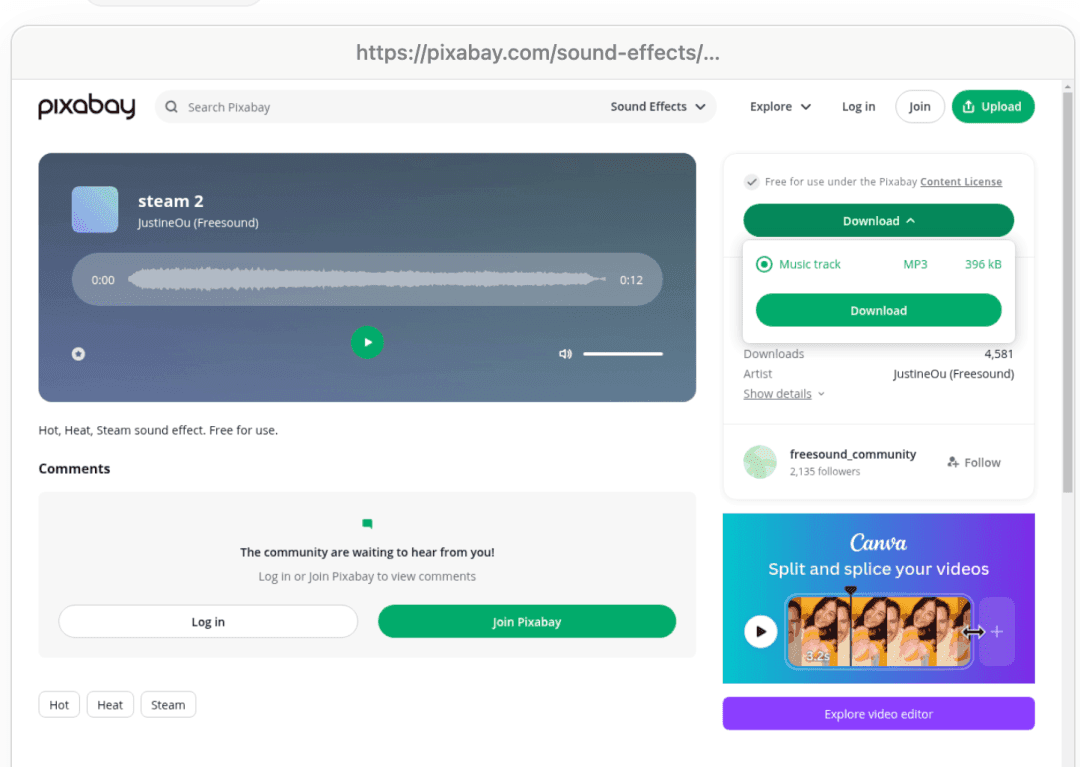 https://pixabay.com/sound-effects/...
pixabay
Search Pixabay
Sound Effects
Explore
Log in
Join
Upload
steam 2
JustineOu (Freesound)
0:00
0:12
Free for use under the Pixabay Content License
Download
Music track MP3 396 kB
Download
Downloads 4,581
Artist JustineOu (Freesound)
Show details
freesound_community
2,135 followers
Follow
Hot, Heat, Steam sound effect. Free for use.
Comments
The community are waiting to hear from you!
Log in or Join Pixabay to view comments
Log in
Join Pixabay
Hot
Heat
Steam
Canva
Split and splice your videos
3.2s
Explore video editor